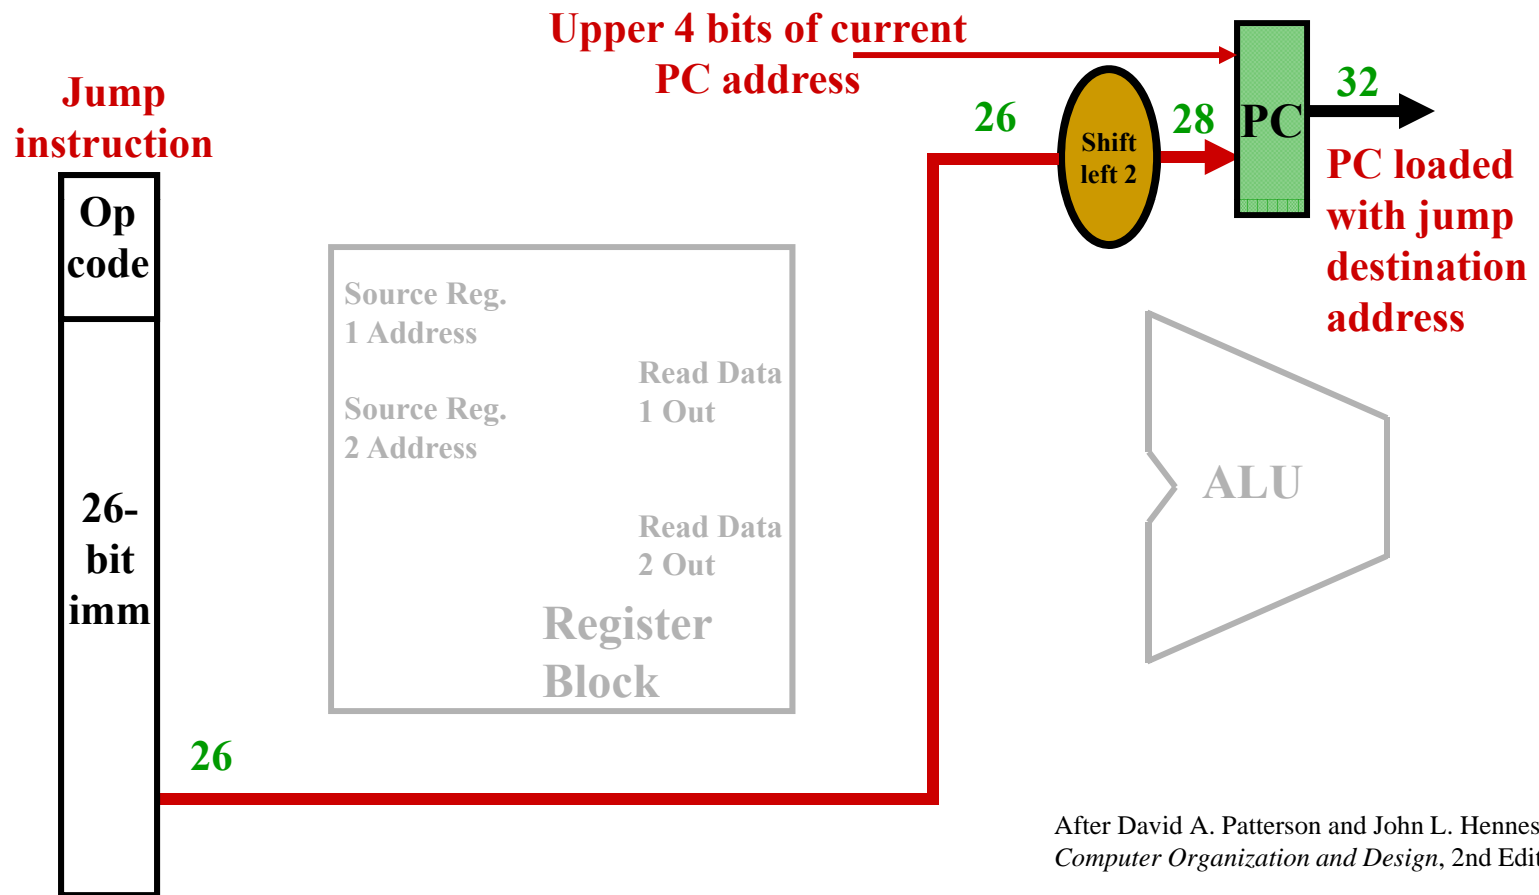 Upper 4 bits of current
PC address
Jump
instruction
Op
code
26-
bit
imm
26
26
Shift
left 2
28
PC
32
PC loaded
with jump
destination
address
Source Reg.
1 Address
Source Reg.
2 Address
Read Data
1 Out
Read Data
2 Out
Register
Block
ALU
After David A. Patterson and John L. Hennes
Computer Organization and Design, 2nd Edit